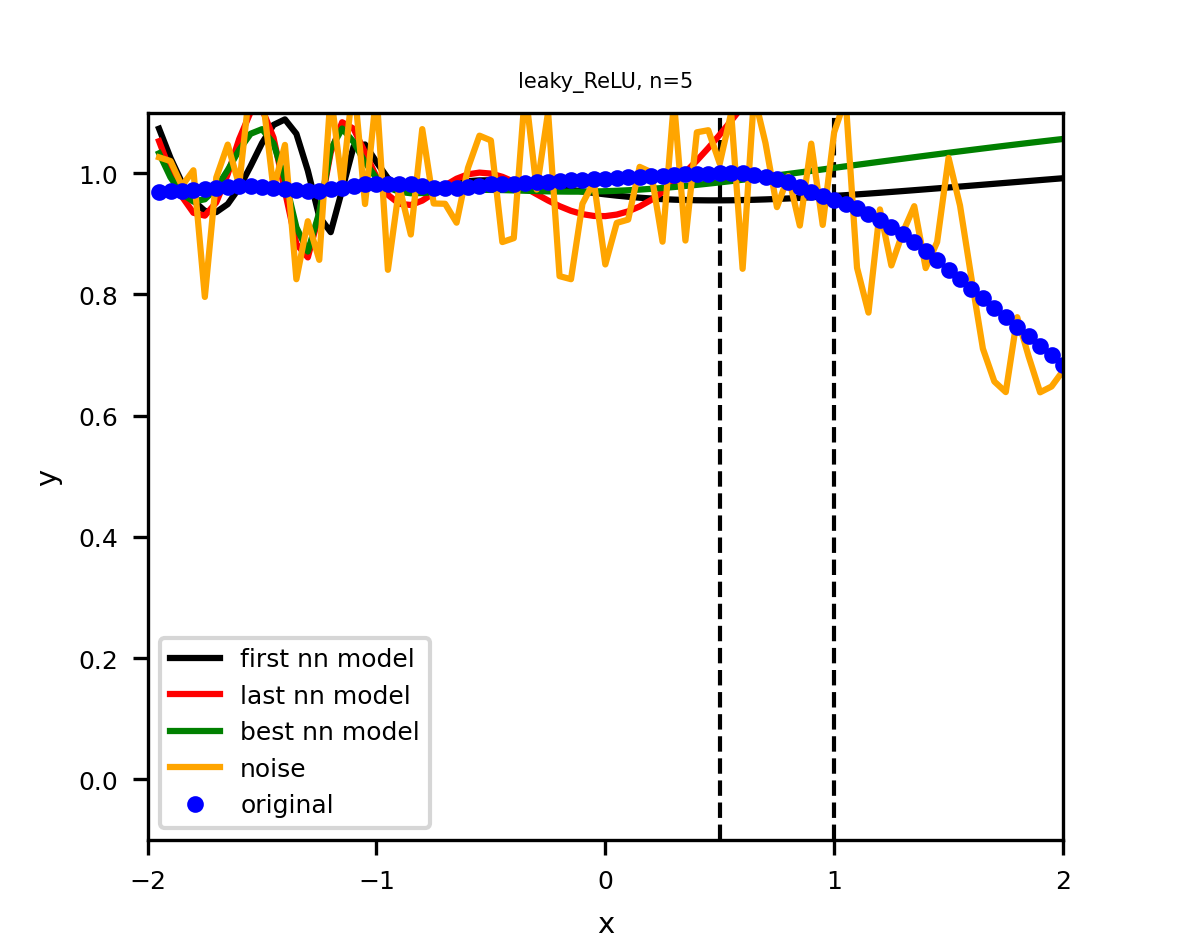 leaky_ReLU, n=5
y
1.0
0.8
0.6
0.4
0.2
0.0
first nn model
last nn model
best nn model
noise
original
−2
−1
0
1
2
x